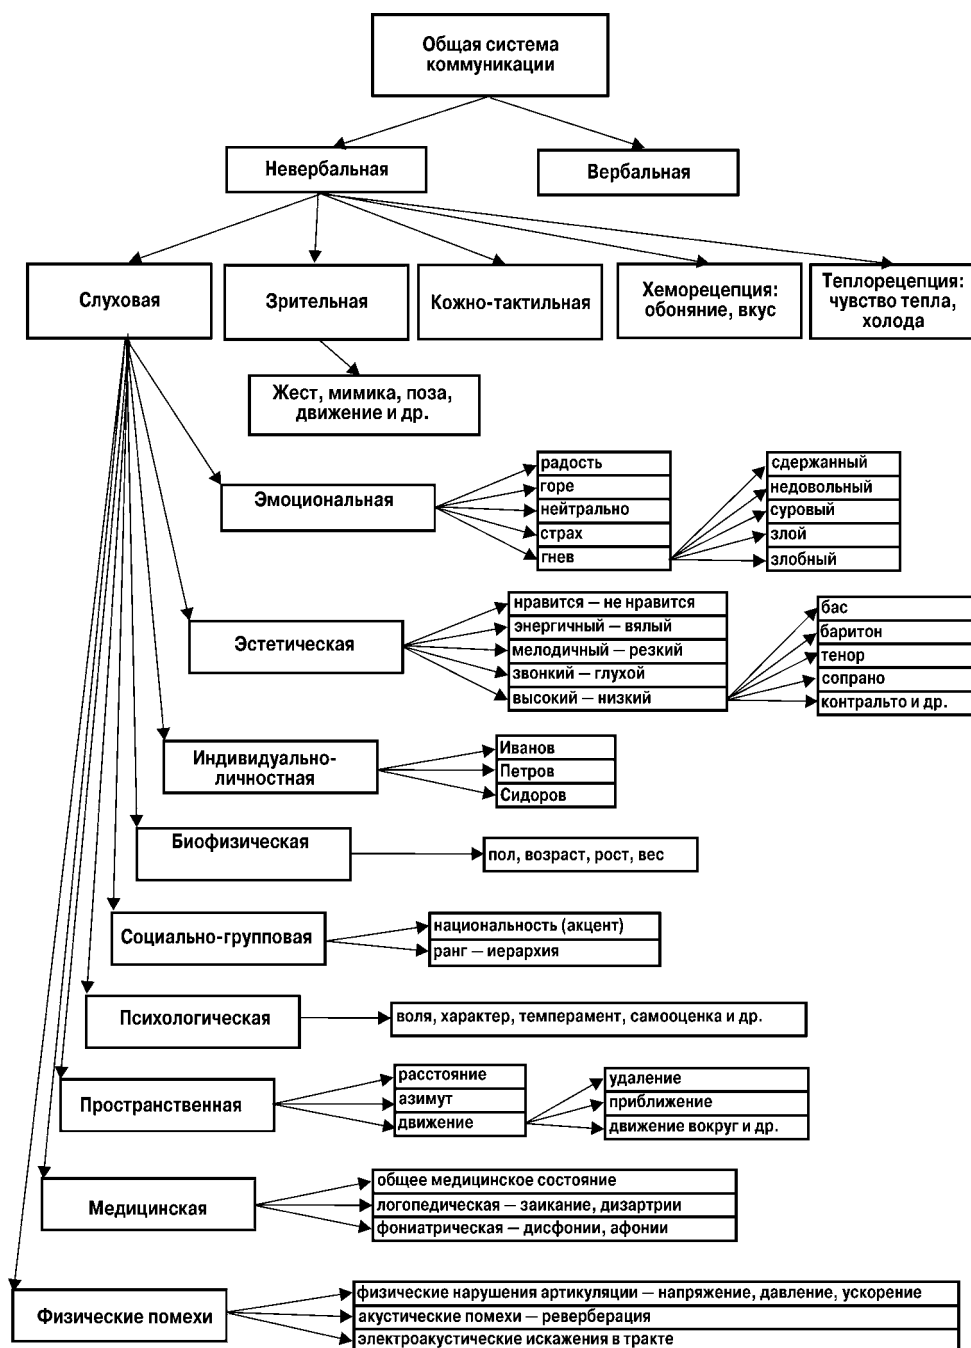 Общая система
коммуникации
Невербальная
Вербальная
Слуховая
Зрительная
Кожно-тактильная
Хеморецепция:
обоняние, вкус
Теплорецепция:
чувство тепла,
холода
Жест, мимика, поза,
движение и др.
Эмоциональная
радость
горе
нейтрально
страх
гнев
сдержанный
недовольный
суровый
злой
злобный
Эстетическая
нравится — не нравится
энергичный — вялый
мелодичный — резкий
звонкий — глухой
высокий — низкий
бас
баритон
тенор
сопрано
контральто и др.
Индивидуально-
личностная
Иванов
Петров
Сидоров
Биофизическая
пол, возраст, рост, вес
Социально-групповая
национальность (акцент)
ранг — иерархия
Психологическая
воля, характер, темперамент, самооценка и др.
Пространственная
расстояние
азимут
движение
удаление
приближение
движение вокруг и др.
Медицинская
общее медицинское состояние
логопедическая — заикание, дизартрии
фониатрическая — дисфонии, афонии
Физические помехи
физические нарушения артикуляции — напряжение, давление, ускорение
акустические помехи — реверберация
электроакустические искажения в тракте